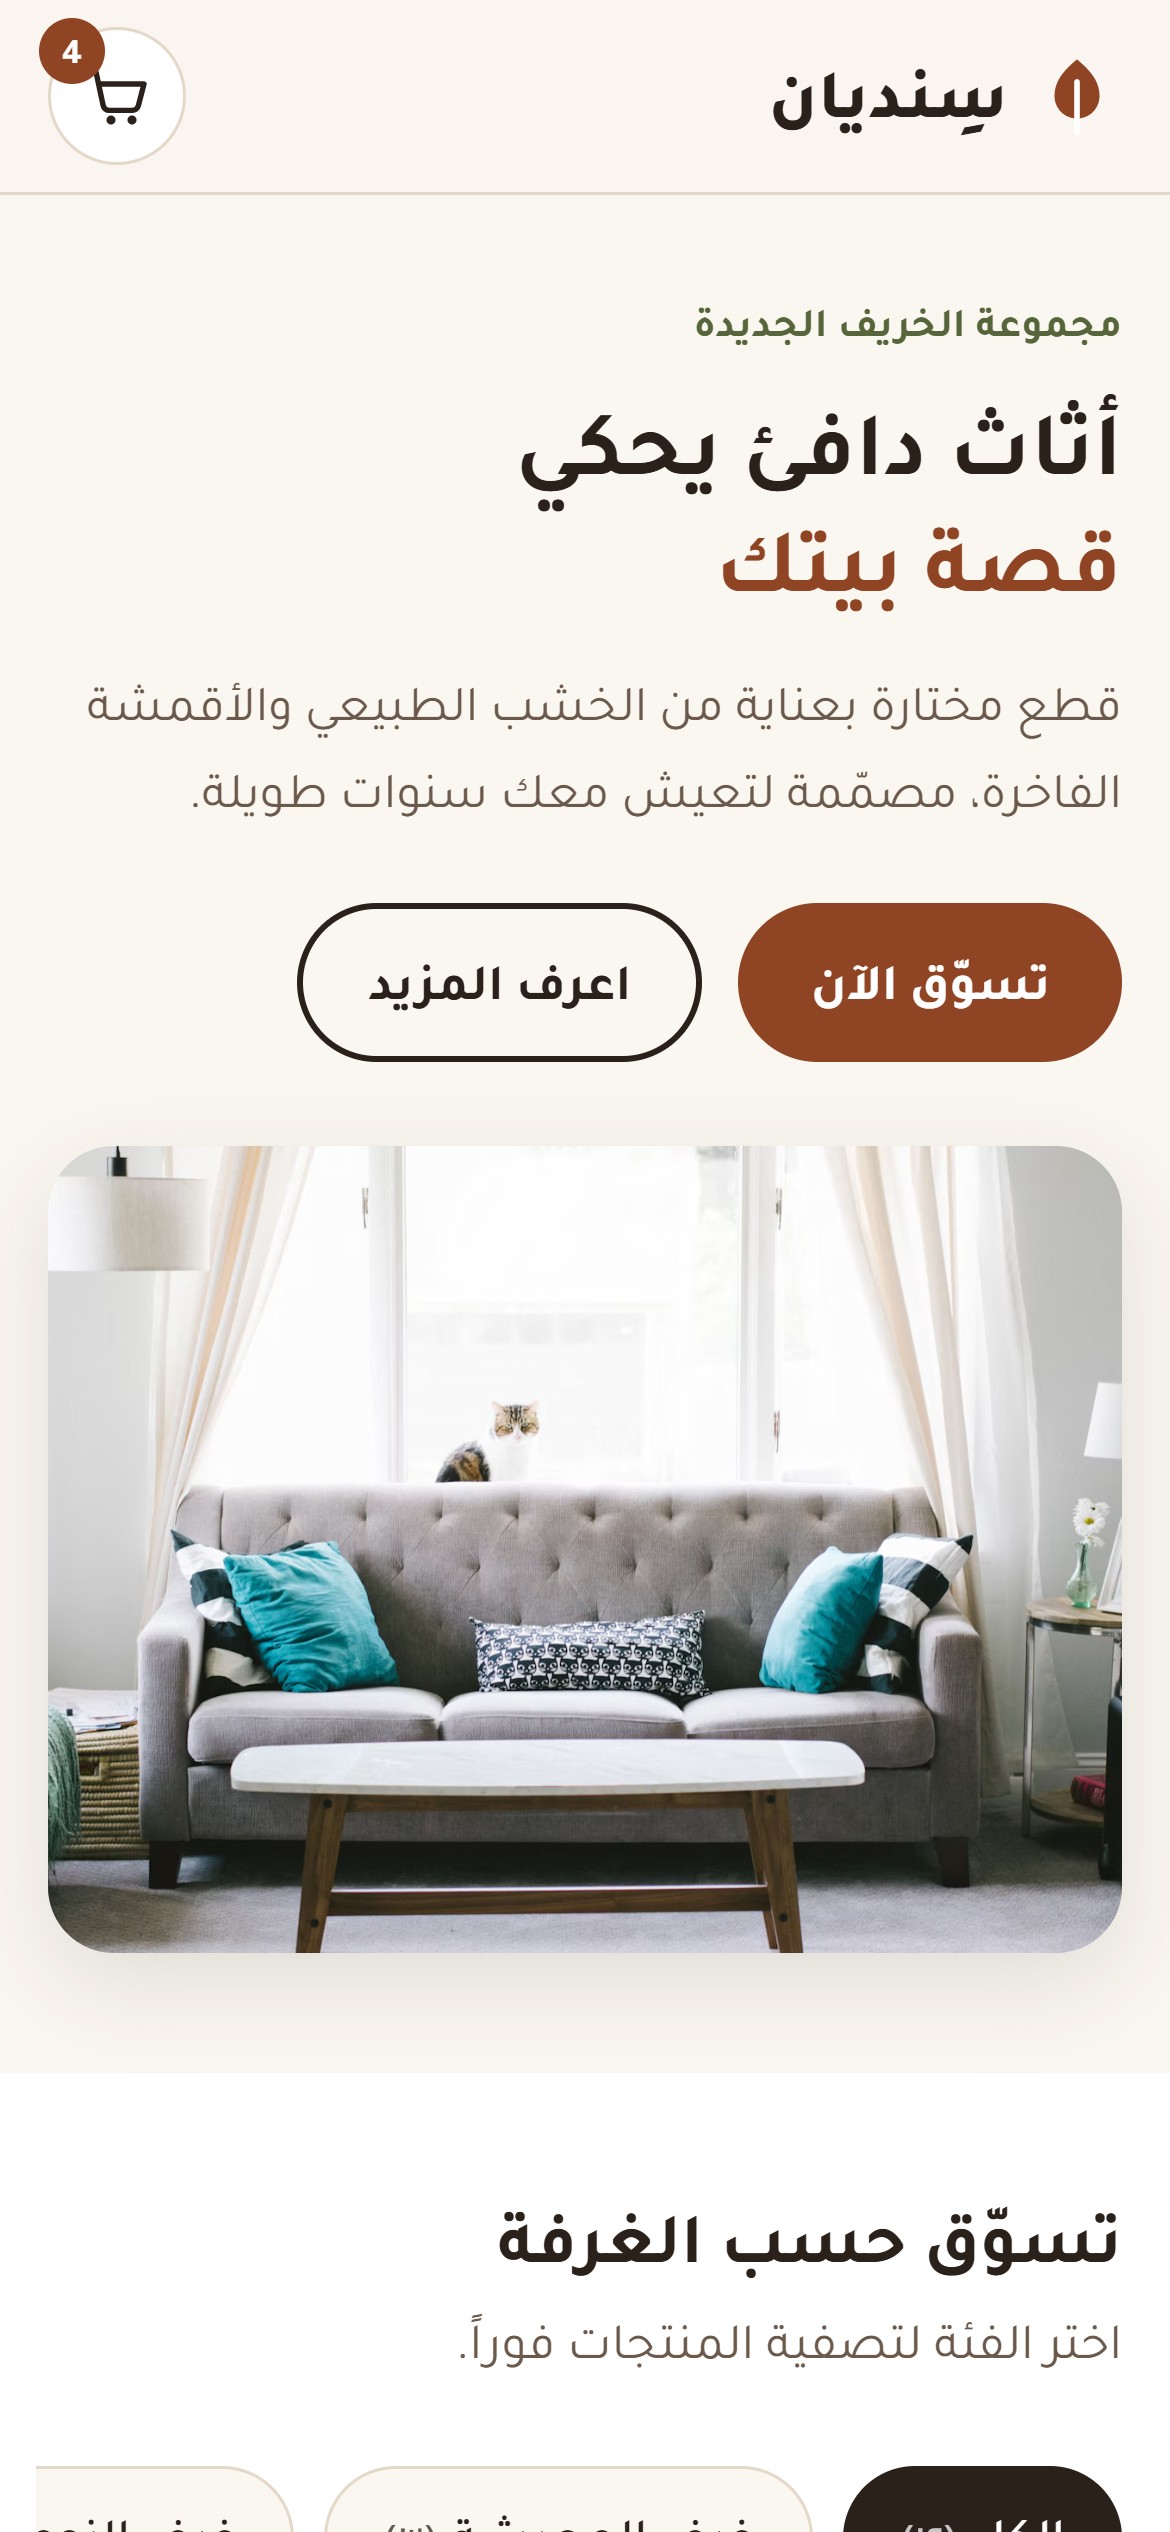 سِنديان
4
مجموعة الخريف الجديدة
أثاث دافئ يحكي
قصة بيتك
قطع مختارة بعناية من الخشب الطبيعي والأقمشة
الفاخرة، مصمّمة لتعيش معك سنوات طويلة.
تسوّق الآن
اعرف المزيد
تسوّق حسب الغرفة
اختر الفئة لتصفية المنتجات فوراً.